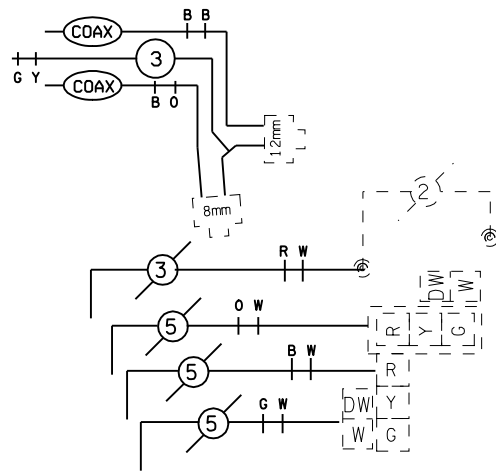 B B
COAX
3
G Y
COAX
B O
12mm
8mm
2
R W
3
DW W
O W
5
R Y G
B W
5
R
G W
DW Y
5
W G